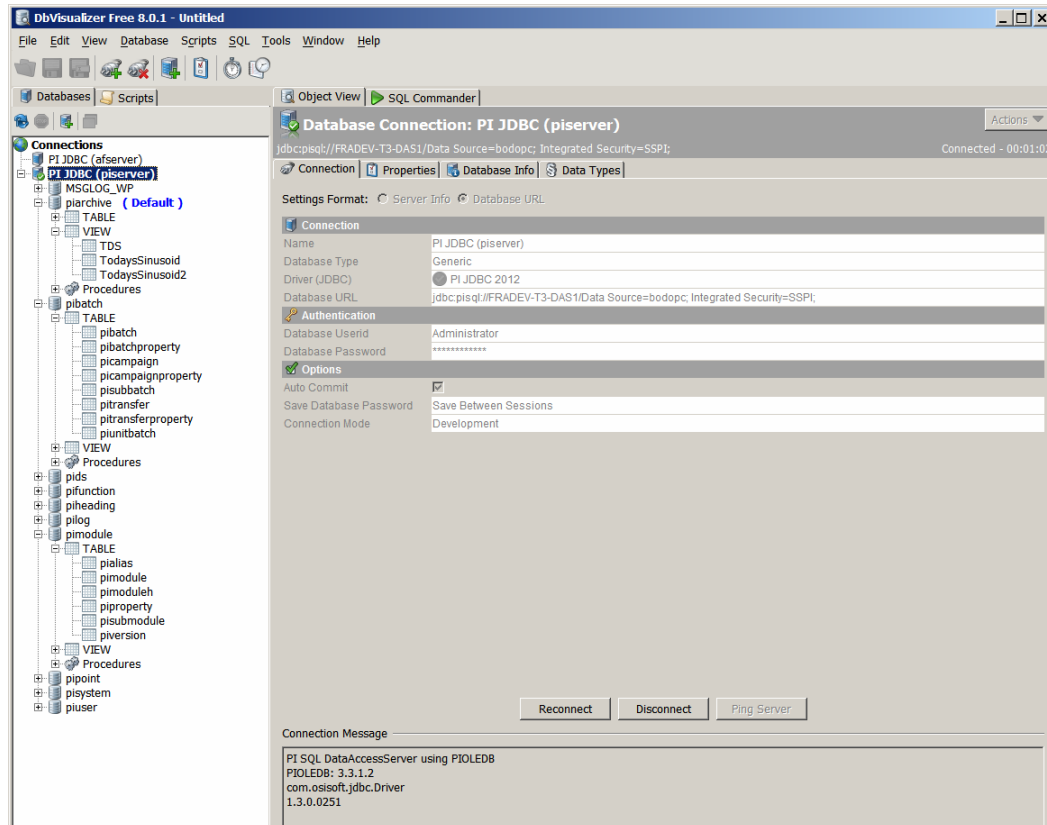 DbVisualizer Free 8.0.1 - Untitled
File Edit View Database Scripts SQL Tools Window Help
Databases Scripts
Connections
PI JDBC (afserver)
PI JDBC (piserver)
MSGLOG_WP
piarchive ( Default )
TABLE
VIEW
TDS
TodaysSinusoid
TodaysSinusoid2
Procedures
pibatch
TABLE
pibatch
pibatchproperty
picampaign
picampaignproperty
pisubbatch
pitransfer
pitransferproperty
piunitbatch
VIEW
Procedures
pids
pifunction
piheading
pilog
pimodule
TABLE
pialias
pimodule
pimoduleh
piproperty
pisubmodule
piversion
VIEW
Procedures
pipoint
pisystem
piuser
Object View SQL Commander
Database Connection: PI JDBC (piserver)
Actions
jdbc:pisql://FRADEV-T3-DAS1/Data Source=bodopc; Integrated Security=SSPI; Connected - 00:01:03
Connection Properties Database Info Data Types
Settings Format: Server Info Database URL
Connection
Name PI JDBC (piserver)
Database Type Generic
Driver (JDBC) PI JDBC 2012
Database URL jdbc:pisql://FRADEV-T3-DAS1/Data Source=bodopc; Integrated Security=SSPI;
Authentication
Database Userid Administrator
Database Password ************
Options
Auto Commit
Save Database Password Save Between Sessions
Connection Mode Development
Reconnect Disconnect Ping Server
Connection Message
PI SQL DataAccessServer using PIOLEDB
PIOLEDB: 3.3.1.2
com.osisoft.jdbc.Driver
1.3.0.0251